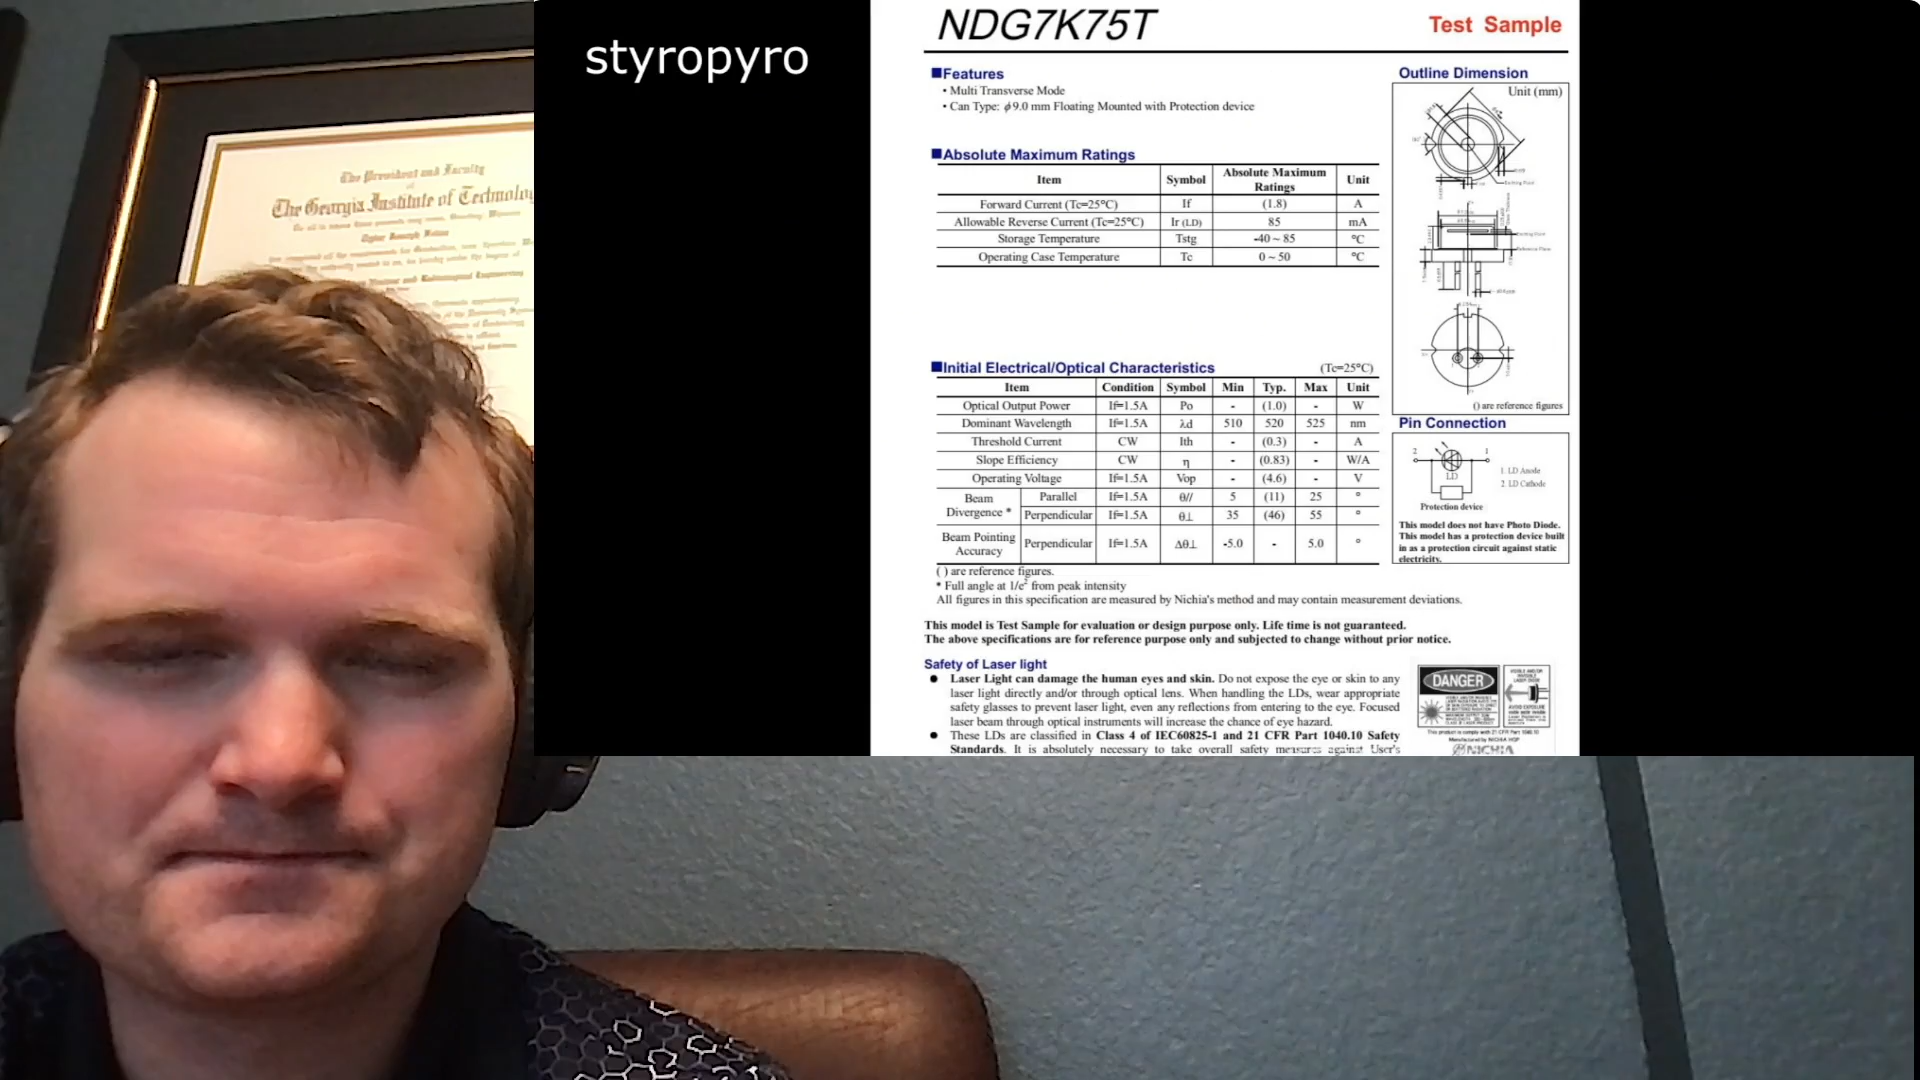 styropyro
The President and Faculty
of
The Georgia Institute of Technolo
NDG7K75T
Test Sample
■Features
• Multi Transverse Mode
• Can Type: ϕ9.0 mm Floating Mounted with Protection device
■Absolute Maximum Ratings
Item Symbol Absolute Maximum Ratings Unit
Forward Current (Tc=25°C) If (1.8) A
Allowable Reverse Current (Tc=25°C) Ir (LD) 85 mA
Storage Temperature Tstg -40 ~ 85 °C
Operating Case Temperature Tc 0 ~ 50 °C
■Initial Electrical/Optical Characteristics (Tc=25°C)
Item Condition Symbol Min Typ. Max Unit
Optical Output Power If=1.5A Po - (1.0) - W
Dominant Wavelength If=1.5A λd 510 520 525 nm
Threshold Current CW Ith - (0.3) - A
Slope Efficiency CW η - (0.83) - W/A
Operating Voltage If=1.5A Vop - (4.6) - V
Beam Divergence * Parallel If=1.5A θ// 5 (11) 25 °
Perpendicular If=1.5A θ⊥ 35 (46) 55 °
Beam Pointing Accuracy Perpendicular If=1.5A Δθ⊥ -5.0 - 5.0 °
( ) are reference figures.
* Full angle at 1/e² from peak intensity
All figures in this specification are measured by Nichia's method and may contain measurement deviations.
Outline Dimension
Unit (mm)
() are reference figures
Pin Connection
2 1
LD
1. LD Anode
2. LD Cathode
Protection device
This model does not have Photo Diode.
This model has a protection device built
in as a protection circuit against static
electricity.
This model is Test Sample for evaluation or design purpose only. Life time is not guaranteed.
The above specifications are for reference purpose only and subjected to change without prior notice.
Safety of Laser light
● Laser Light can damage the human eyes and skin. Do not expose the eye or skin to any
laser light directly and/or through optical lens. When handling the LDs, wear appropriate
safety glasses to prevent laser light, even any reflections from entering to the eye. Focused
laser beam through optical instruments will increase the chance of eye hazard.
● These LDs are classified in Class 4 of IEC60825-1 and 21 CFR Part 1040.10 Safety
Standards. It is absolutely necessary to take overall safety measures against User's
DANGER
NICHIA